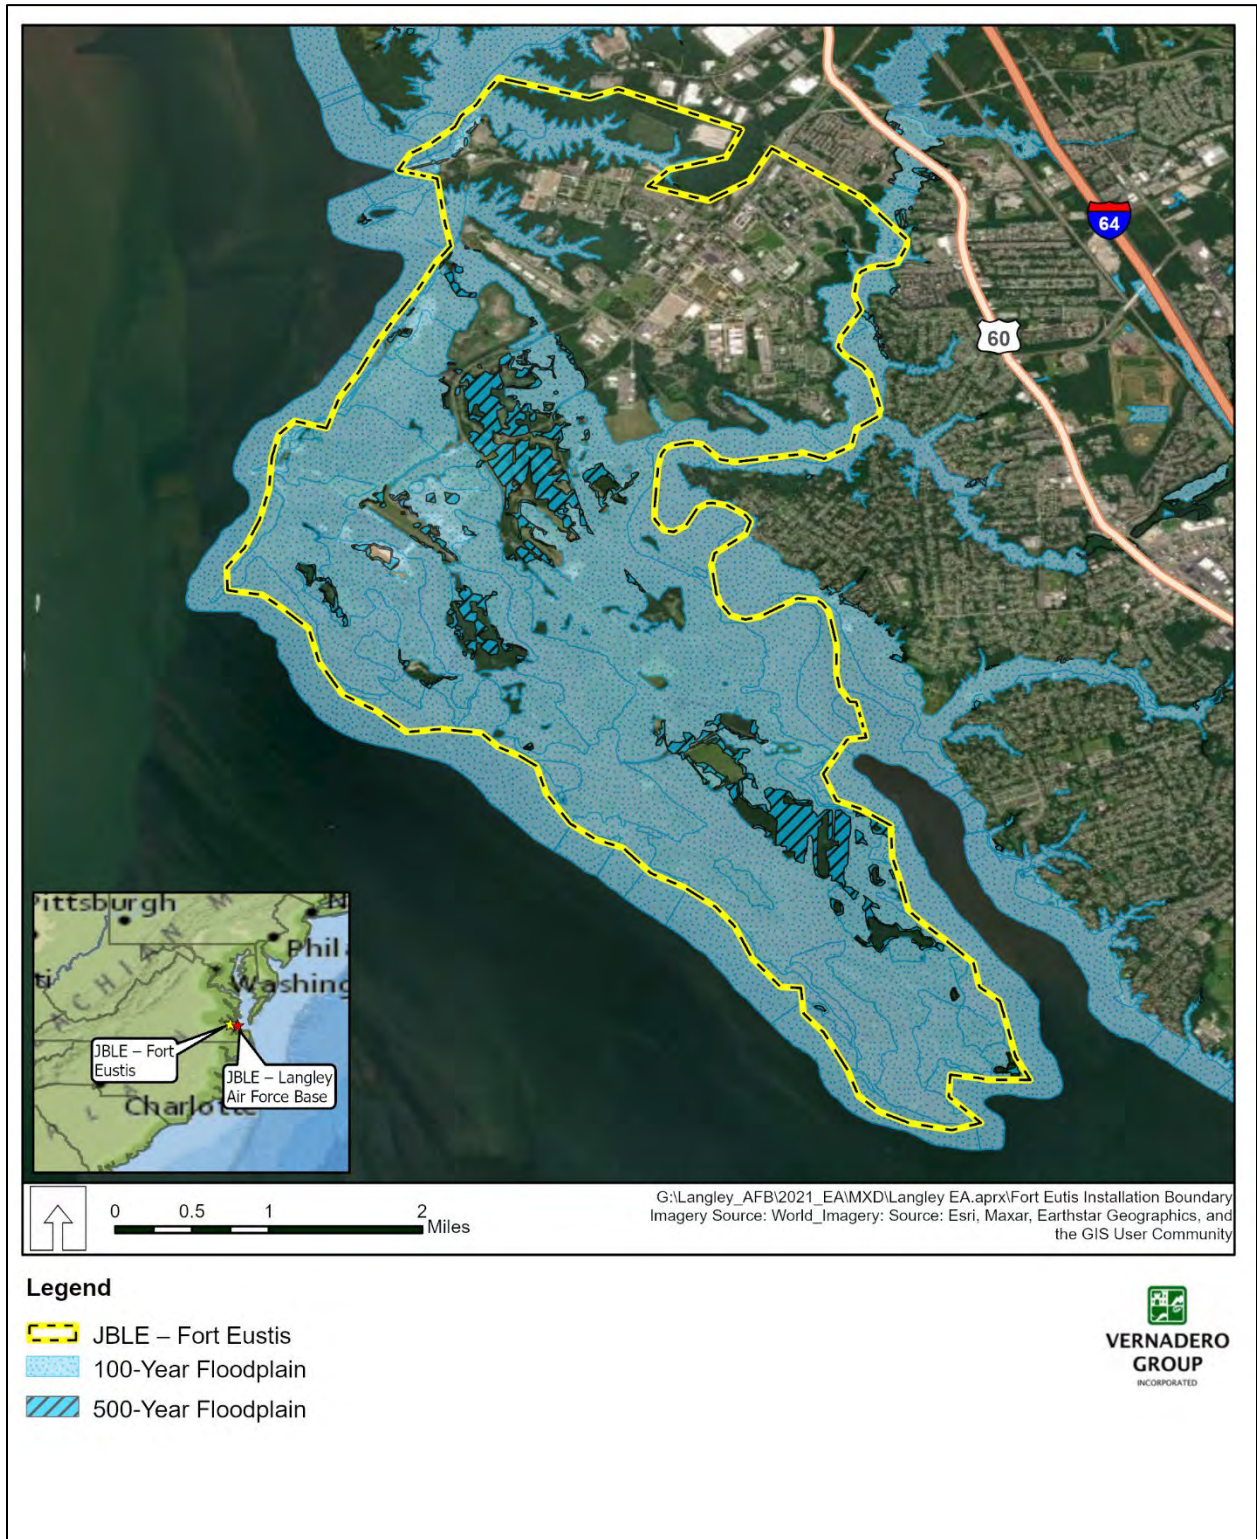 64
60
Pittsburgh
N
Phil
Washing
CHIAN M
JBLE – Fort
Eustis
JBLE – Langley
Air Force Base
Charlotte
0 0.5 1 2
Miles
G:\Langley_AFB\2021_EA\MXD\Langley EA.aprx\Fort Eutis Installation Boundary
Imagery Source: World_Imagery: Source: Esri, Maxar, Earthstar Geographics, and
the GIS User Community
Legend
JBLE – Fort Eustis
100-Year Floodplain
500-Year Floodplain
VERNADERO
GROUP
INCORPORATED